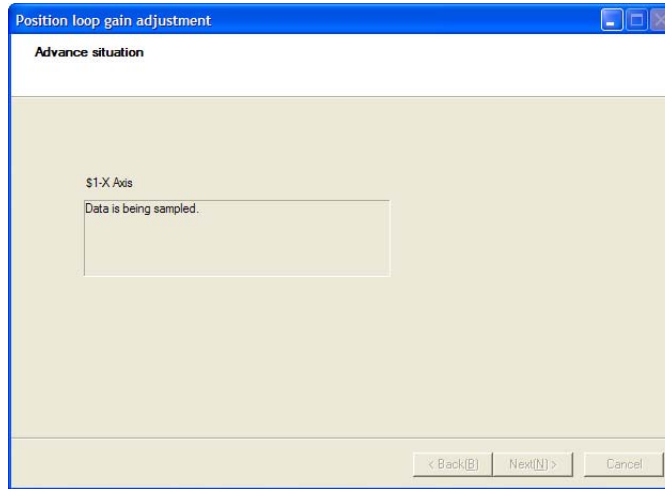 Position loop gain adjustment
Advance situation
$1-X Axis
Data is being sampled.
< Back(B) Next(N) > Cancel